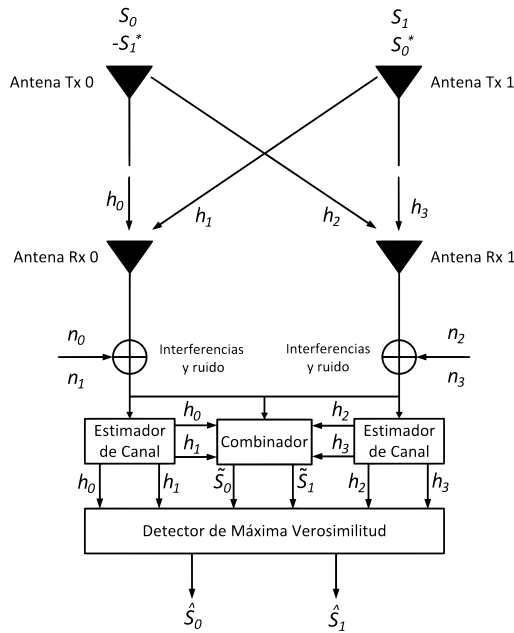 S0 S1
-S1* S0*
Antena Tx 0 Antena Tx 1
h0 h1 h2 h3
Antena Rx 0 Antena Rx 1
n0 Interferencias Interferencias n2
n1 y ruido y ruido n3
h0 h2
Estimador de Canal Combinador Estimador de Canal
h1 h3
h0 h1 S̃0 S̃1 h2 h3
Detector de Máxima Verosimilitud
Ŝ0 Ŝ1